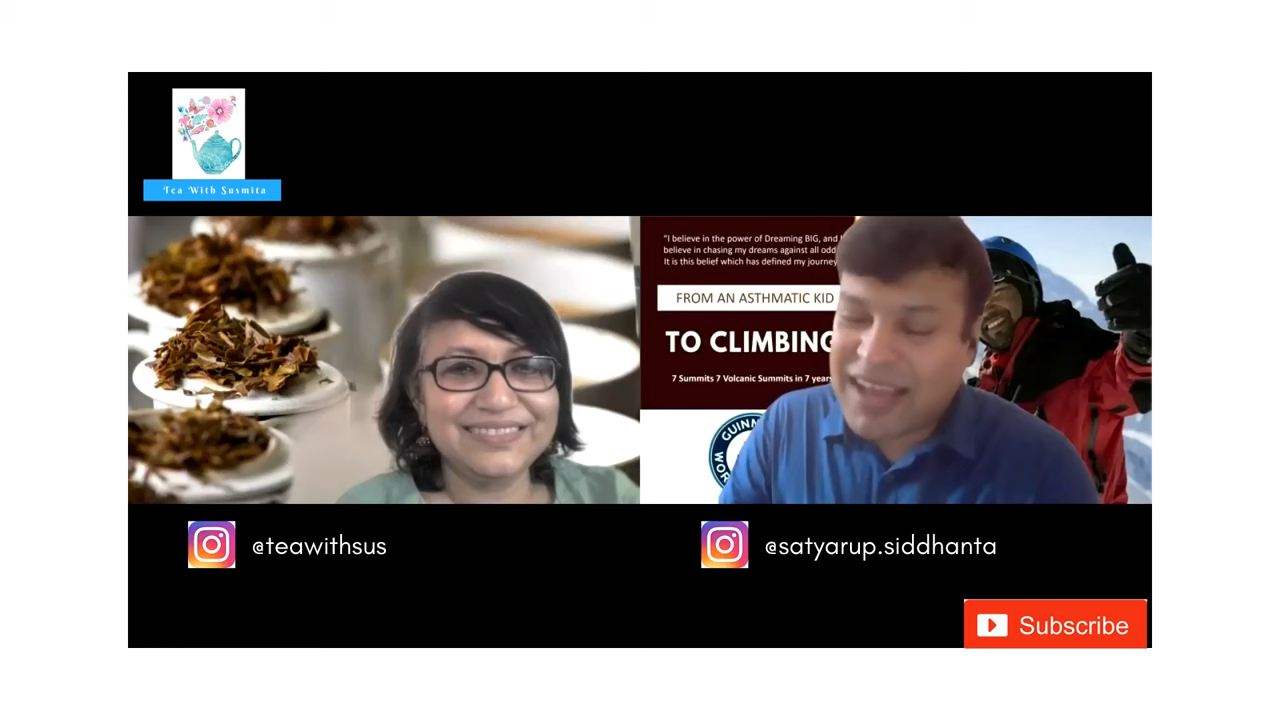 Tea With Susmita
"I believe in the power of Dreaming BIG, and
believe in chasing my dreams against all odd
It is this belief which has defined my journey
FROM AN ASTHMATIC KID
TO CLIMBING
7 Summits 7 Volcanic Summits in 7 years
@teawithsus
@satyarup.siddhanta
Subscribe